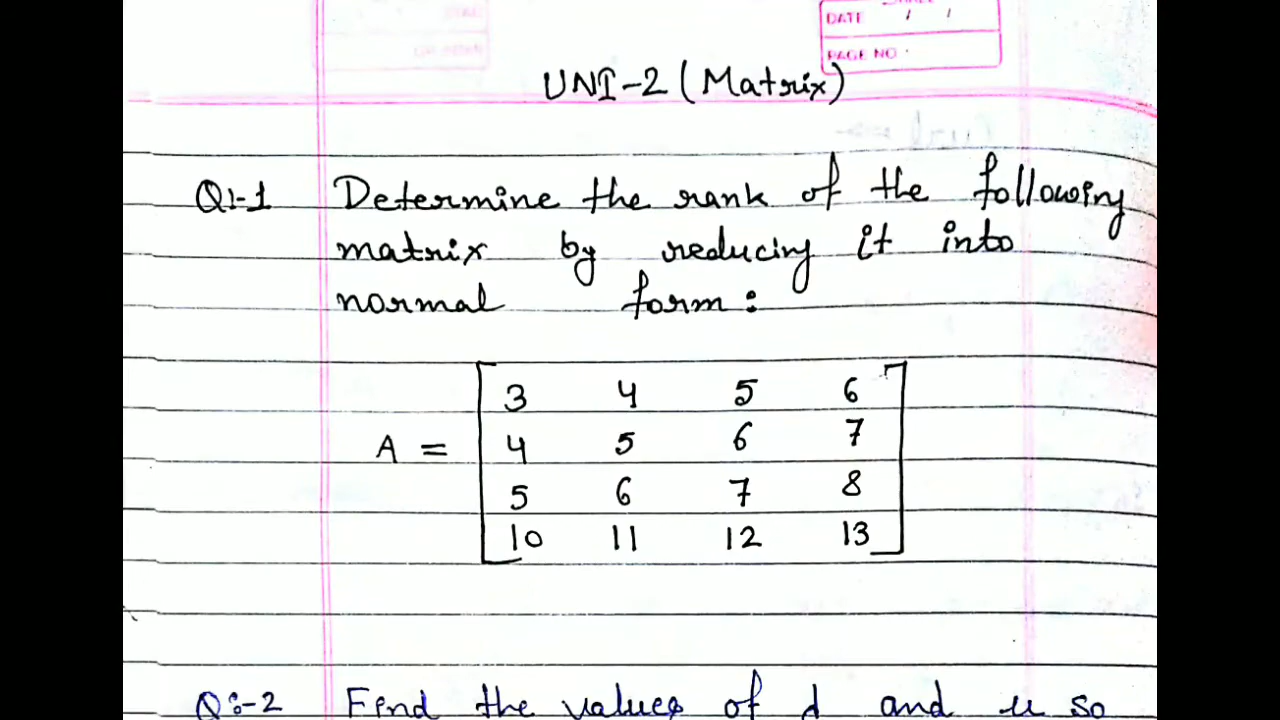 DATE / /
PAGE NO.
UNI-2 (Matrix)
Q:-1 Determine the rank of the following
matrix by reducing it into
normal form:
3 4 5 6
A = 4 5 6 7
5 6 7 8
10 11 12 13
Q:-2 Find the values of d and u so